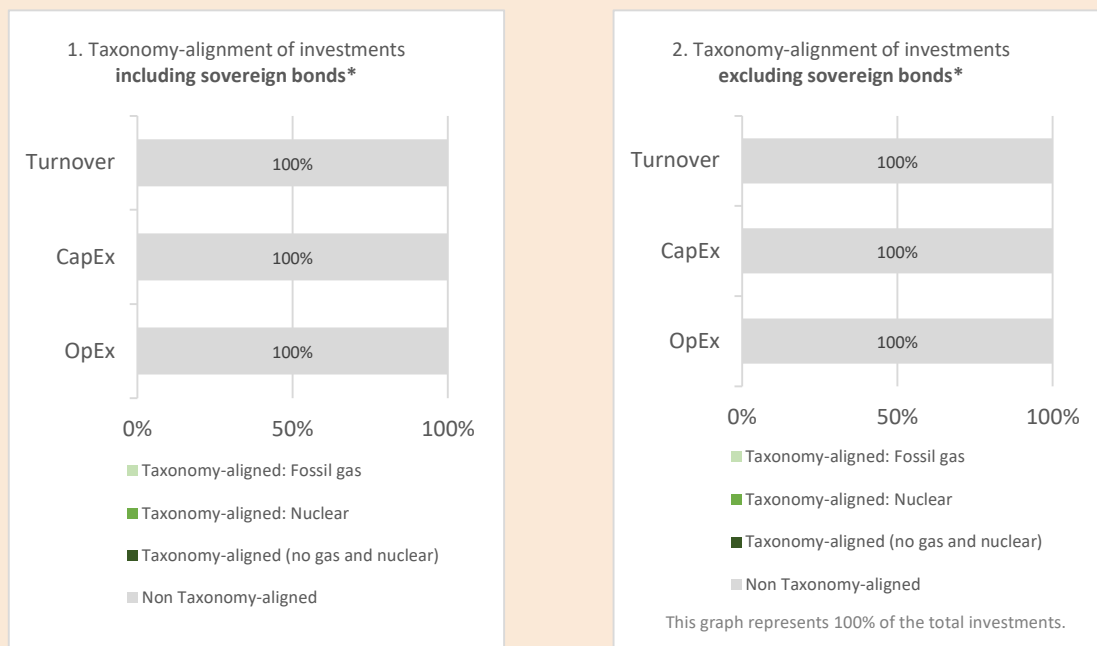 1. Taxonomy-alignment of investments
including sovereign bonds*
Turnover
100%
CapEx
100%
OpEx
100%
0%
50%
100%
Taxonomy-aligned: Fossil gas
Taxonomy-aligned: Nuclear
Taxonomy-aligned (no gas and nuclear)
Non Taxonomy-aligned
2. Taxonomy-alignment of investments
excluding sovereign bonds*
Turnover
100%
CapEx
100%
OpEx
100%
0%
50%
100%
Taxonomy-aligned: Fossil gas
Taxonomy-aligned: Nuclear
Taxonomy-aligned (no gas and nuclear)
Non Taxonomy-aligned
This graph represents 100% of the total investments.